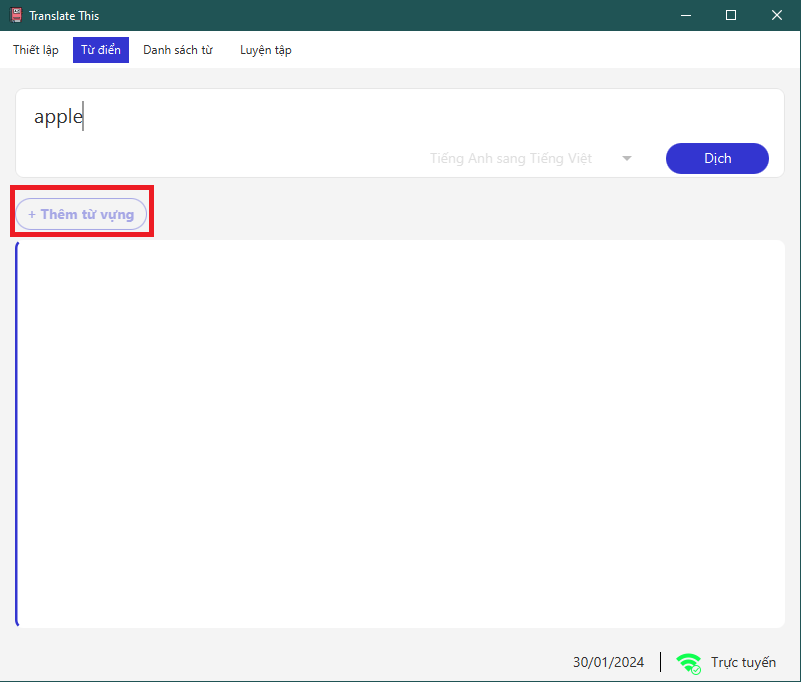 Translate This
Thiết lập Từ điển Danh sách từ Luyện tập
apple
Tiếng Anh sang Tiếng Việt Dịch
+ Thêm từ vựng
30/01/2024 Trực tuyến